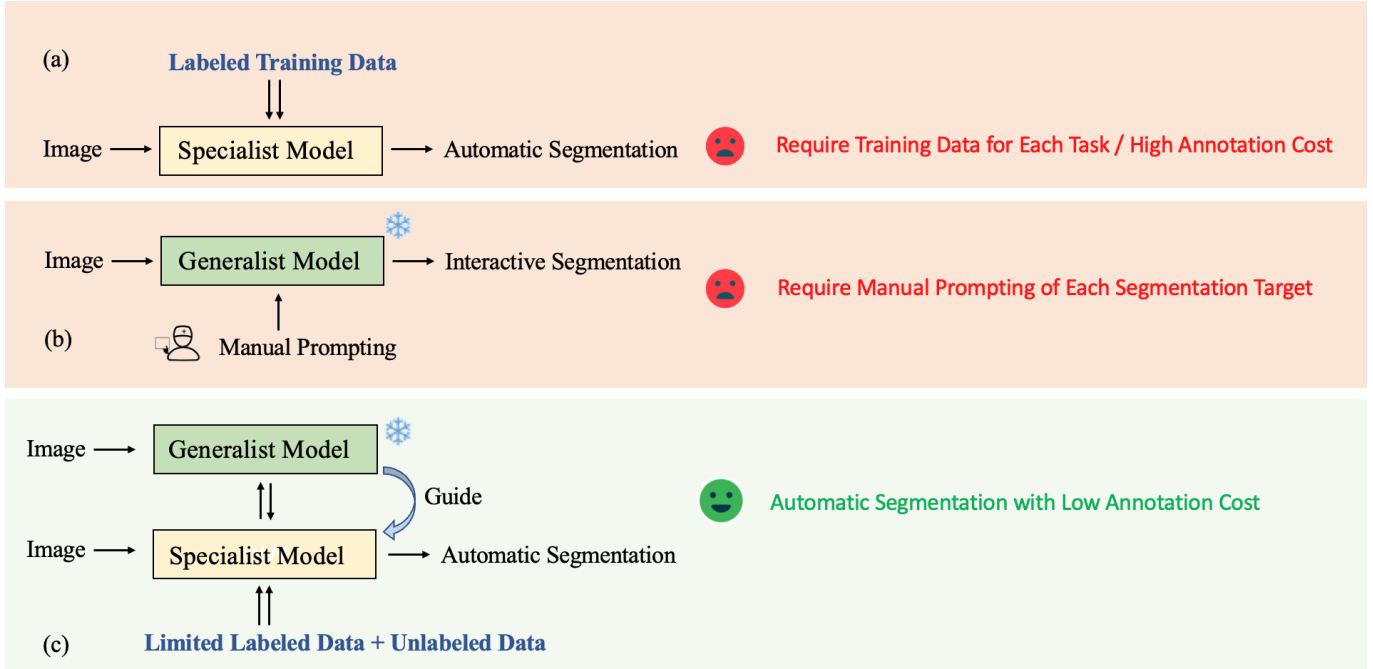 (a)
Labeled Training Data
Image
Specialist Model
Automatic Segmentation
Require Training Data for Each Task / High Annotation Cost
Image
Generalist Model
Interactive Segmentation
Require Manual Prompting of Each Segmentation Target
(b)
Manual Prompting
Image
Generalist Model
Guide
Automatic Segmentation with Low Annotation Cost
Image
Specialist Model
Automatic Segmentation
(c)
Limited Labeled Data + Unlabeled Data